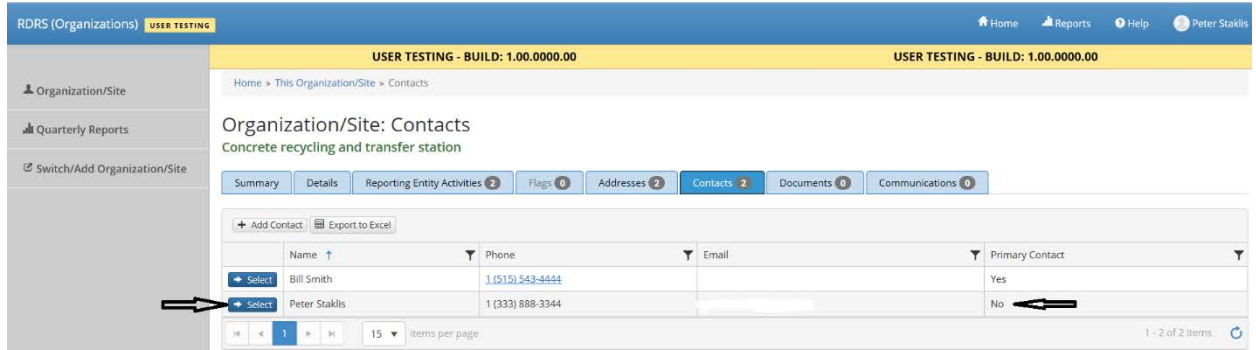 RDRS (Organizations) USER TESTING Home Reports Help Peter Staklis
USER TESTING - BUILD: 1.00.0000.00 USER TESTING - BUILD: 1.00.0000.00
Organization/Site
Quarterly Reports
Switch/Add Organization/Site
Home » This Organization/Site » Contacts
Organization/Site: Contacts
Concrete recycling and transfer station
Summary Details Reporting Entity Activities 2 Flags 0 Addresses 2 Contacts 2 Documents 0 Communications 0
+ Add Contact Export to Excel
Name ↑ Phone Email Primary Contact
Select Bill Smith 1 (515) 543-4444 Yes
Select Peter Staklis 1 (333) 888-3344 No
1 15 items per page 1 - 2 of 2 items